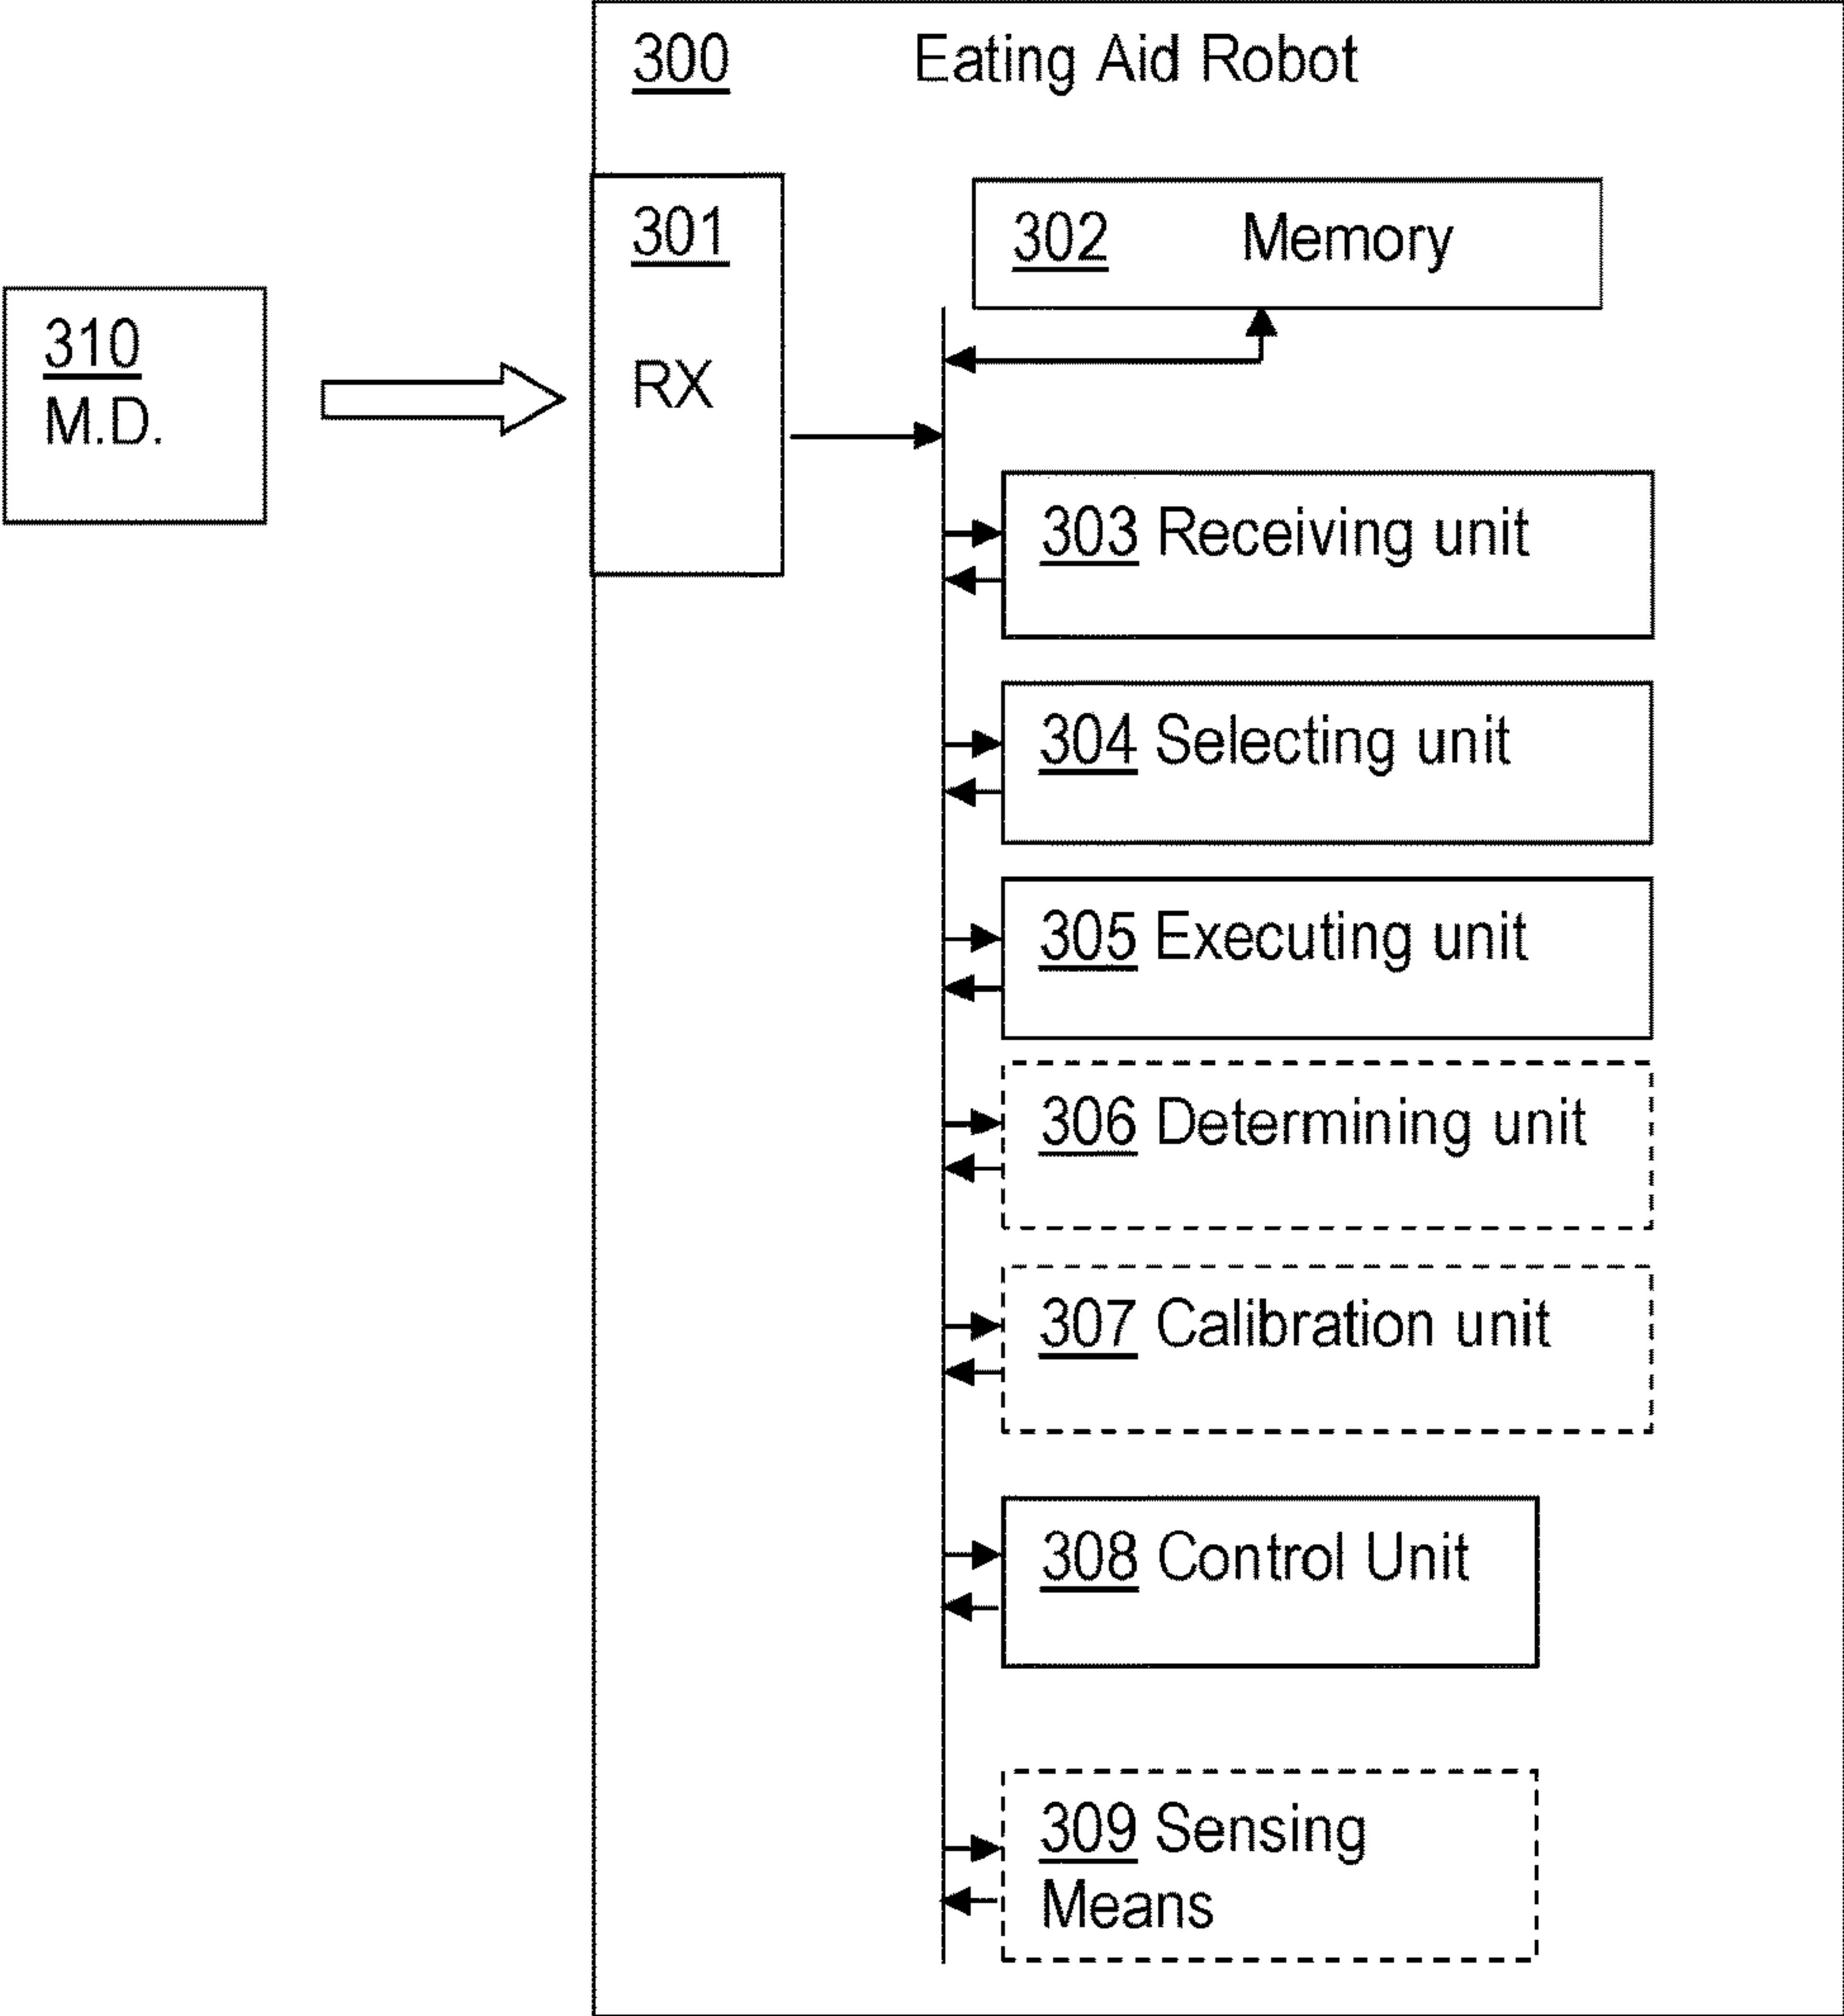 300 Eating Aid Robot
301
RX
302 Memory
310
M.D.
303 Receiving unit
304 Selecting unit
305 Executing unit
306 Determining unit
307 Calibration unit
308 Control Unit
309 Sensing
Means